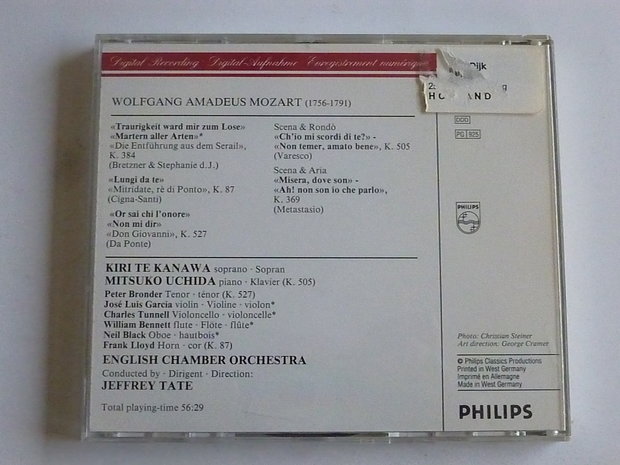 Digital Recording · Digital-Aufnahme · Enregistrement numérique
Dijk
HOLLAND
WOLFGANG AMADEUS MOZART (1756-1791)
«Traurigkeit ward mir zum Lose»
«Martern aller Arten»*
«Die Entführung aus dem Serail»,
K. 384
(Bretzner & Stephanie d.J.)
«Lungi da te»
«Mitridate, rè di Ponto», K. 87
(Cigna-Santi)
«Or sai chi l'onore»
«Non mi dir»
«Don Giovanni», K. 527
(Da Ponte)
Scena & Rondò
«Ch'io mi scordi di te?» -
«Non temer, amato bene», K. 505
(Varesco)
Scena & Aria
«Misera, dove son» -
«Ah! non son io che parlo»,
K. 369
(Metastasio)
DDD
PG 925
PHILIPS
KIRI TE KANAWA soprano · Sopran
MITSUKO UCHIDA piano · Klavier (K. 505)
Peter Bronder Tenor · ténor (K. 527)
José Luis Garcia violin · Violine · violon*
Charles Tunnell Violoncello · violoncelle*
William Bennett flute · Flöte · flûte*
Neil Black Oboe · hautbois*
Frank Lloyd Horn · cor (K. 87)
ENGLISH CHAMBER ORCHESTRA
Conducted by · Dirigent · Direction:
JEFFREY TATE
Total playing-time 56:29
Photo: Christian Steiner
Art direction: George Cramer
© Philips Classics Productions
Printed in West Germany
Imprimé en Allemagne
Made in West Germany
PHILIPS